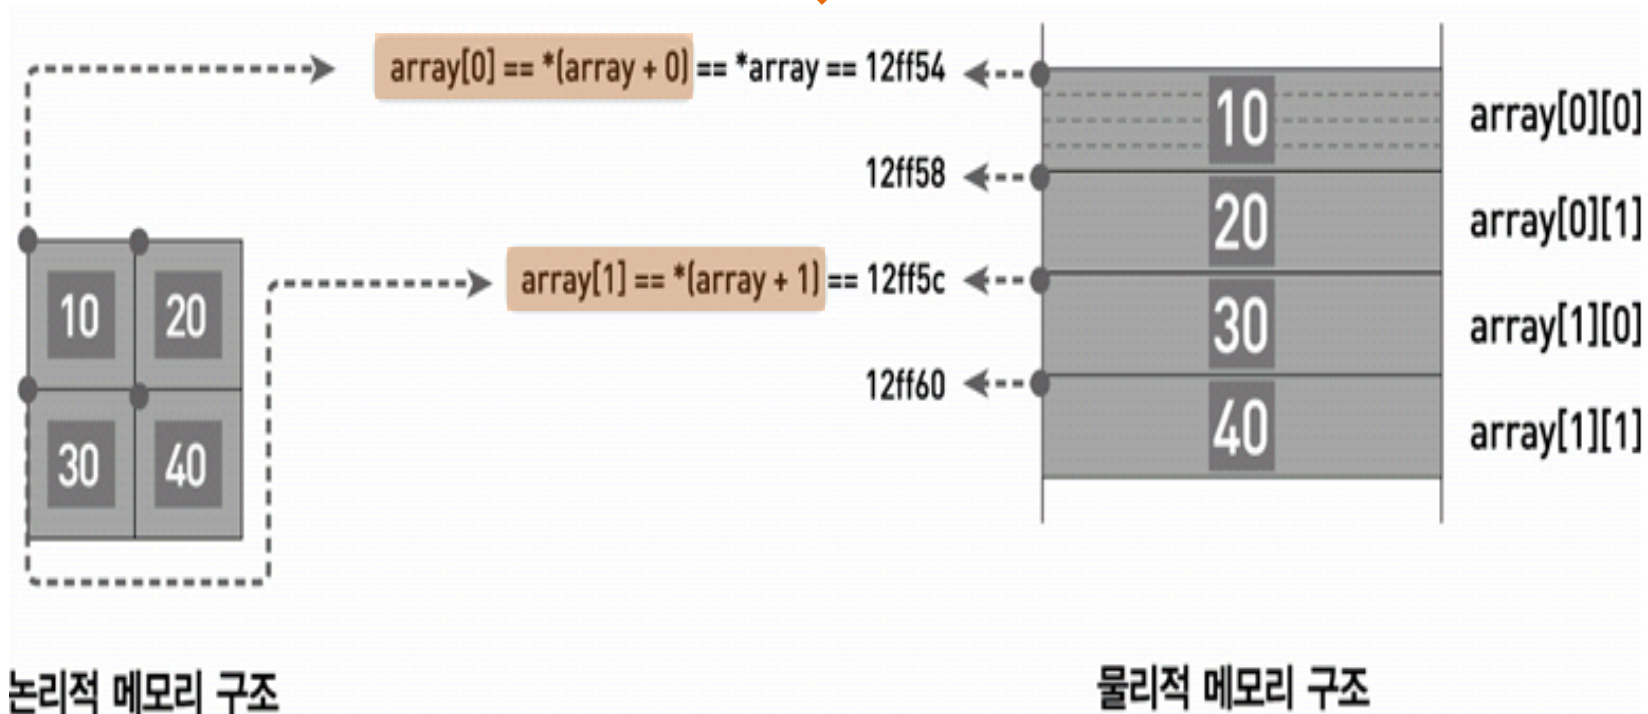 array[0] == *(array + 0) == *array == 12ff54
10 array[0][0]
12ff58
20 array[0][1]
array[1] == *(array + 1) == 12ff5c
30 array[1][0]
12ff60
40 array[1][1]
10 20
30 40
논리적 메모리 구조
물리적 메모리 구조